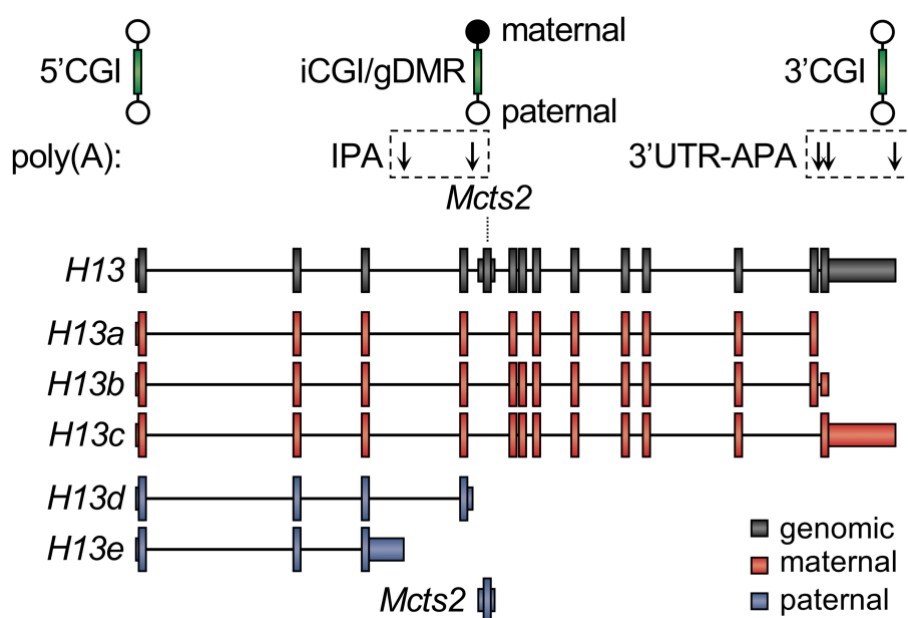 5'CGI
iCGI/gDMR
maternal
paternal
3'CGI
poly(A):
IPA
3'UTR-APA
Mcts2
H13
H13a
H13b
H13c
H13d
H13e
Mcts2
genomic
maternal
paternal